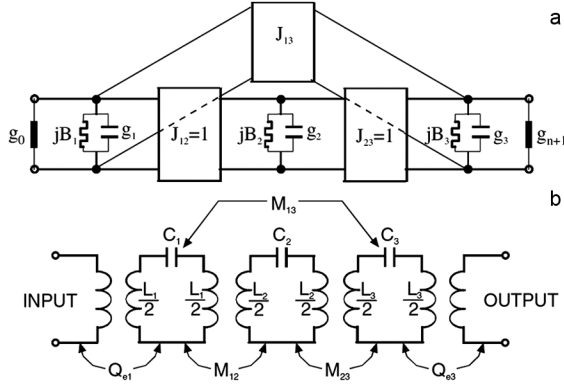 a
J₁₃
g₀ jB₁ g₁ J₁₂=1 jB₂ g₂ J₂₃=1 jB₃ g₃ gₙ₊₁
b
M₁₃
C₁ C₂ C₃
INPUT L₁/2 L₁/2 L₂/2 L₂/2 L₃/2 L₃/2 OUTPUT
Qₑ₁ M₁₂ M₂₃ Qₑ₃